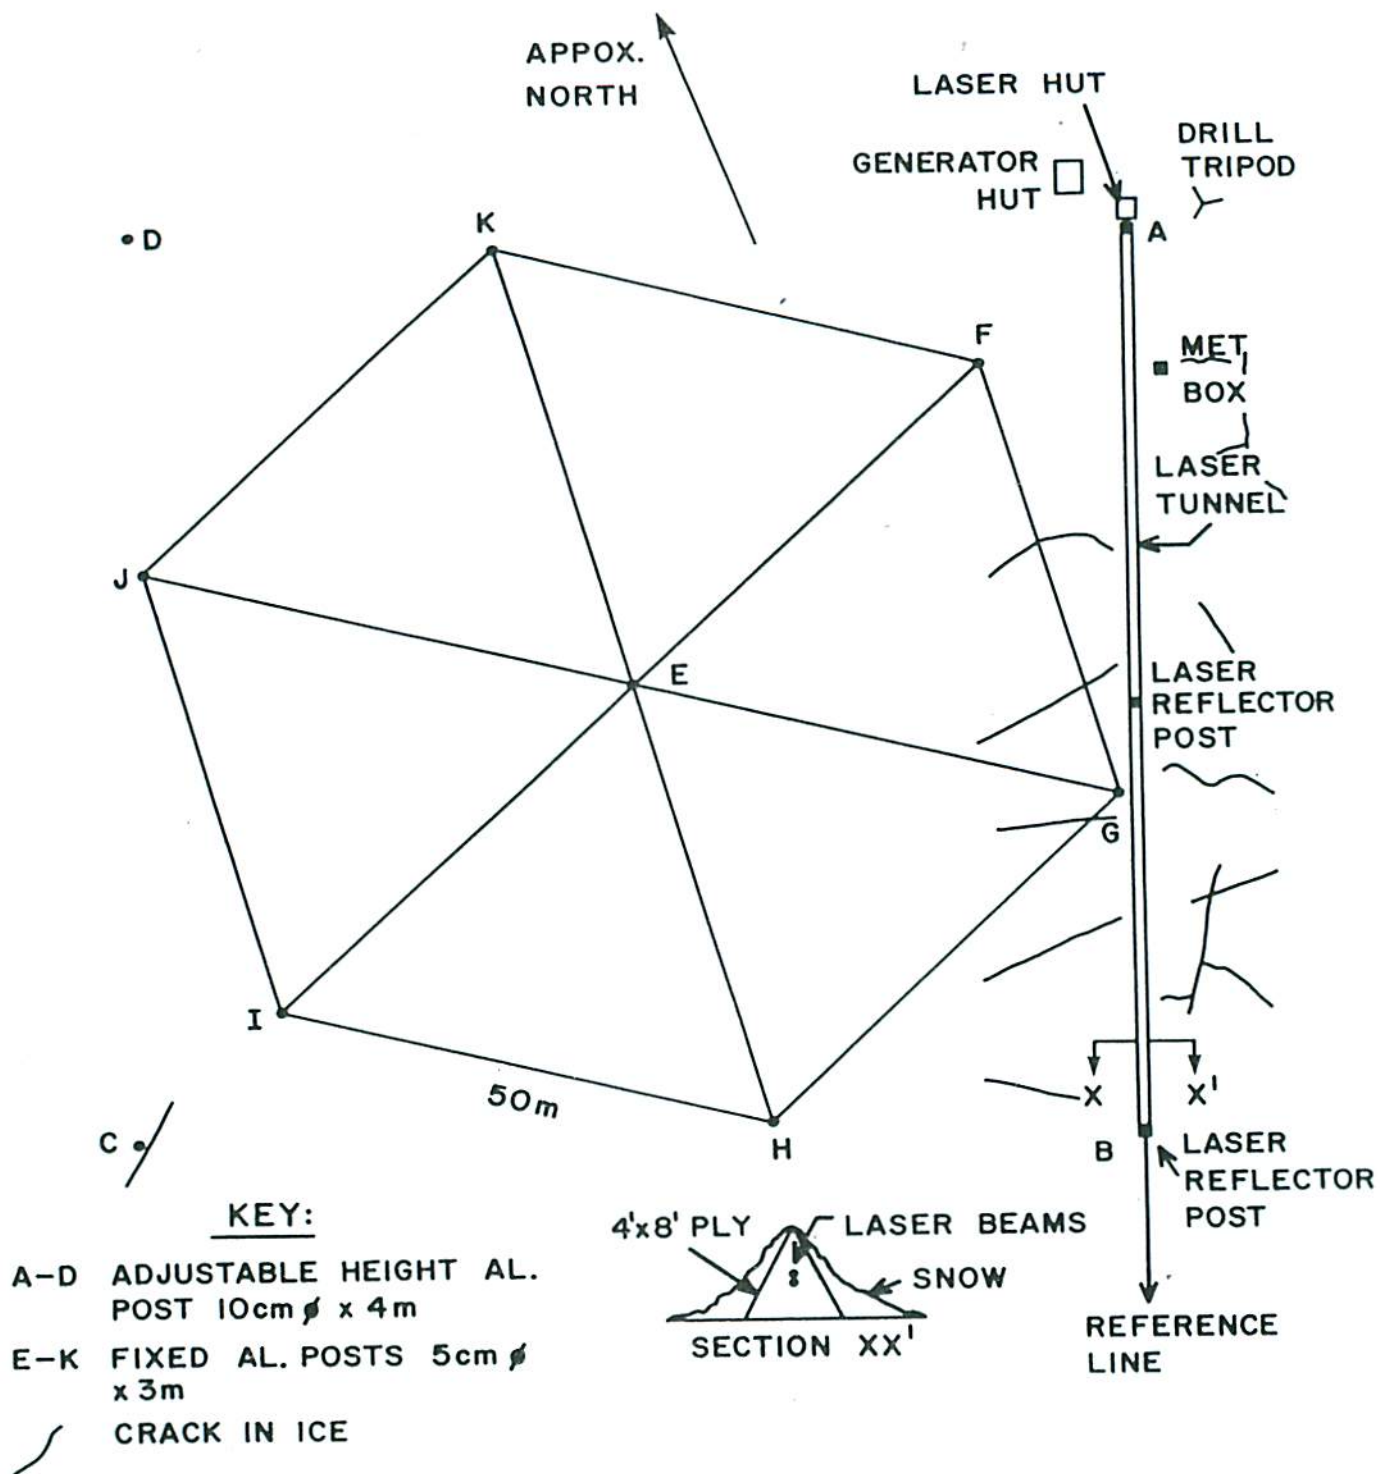 APPOX.
NORTH
LASER HUT
GENERATOR
HUT
DRILL
TRIPOD
A
D
K
F
MET
BOX
LASER
TUNNEL
J
E
LASER
REFLECTOR
POST
G
I
50m
H
X
X'
C
B
LASER
REFLECTOR
POST
KEY:
A-D ADJUSTABLE HEIGHT AL.
POST 10cm ø x 4m
E-K FIXED AL. POSTS 5cm ø
x 3m
CRACK IN ICE
4'x8' PLY
LASER BEAMS
SNOW
SECTION XX'
REFERENCE
LINE